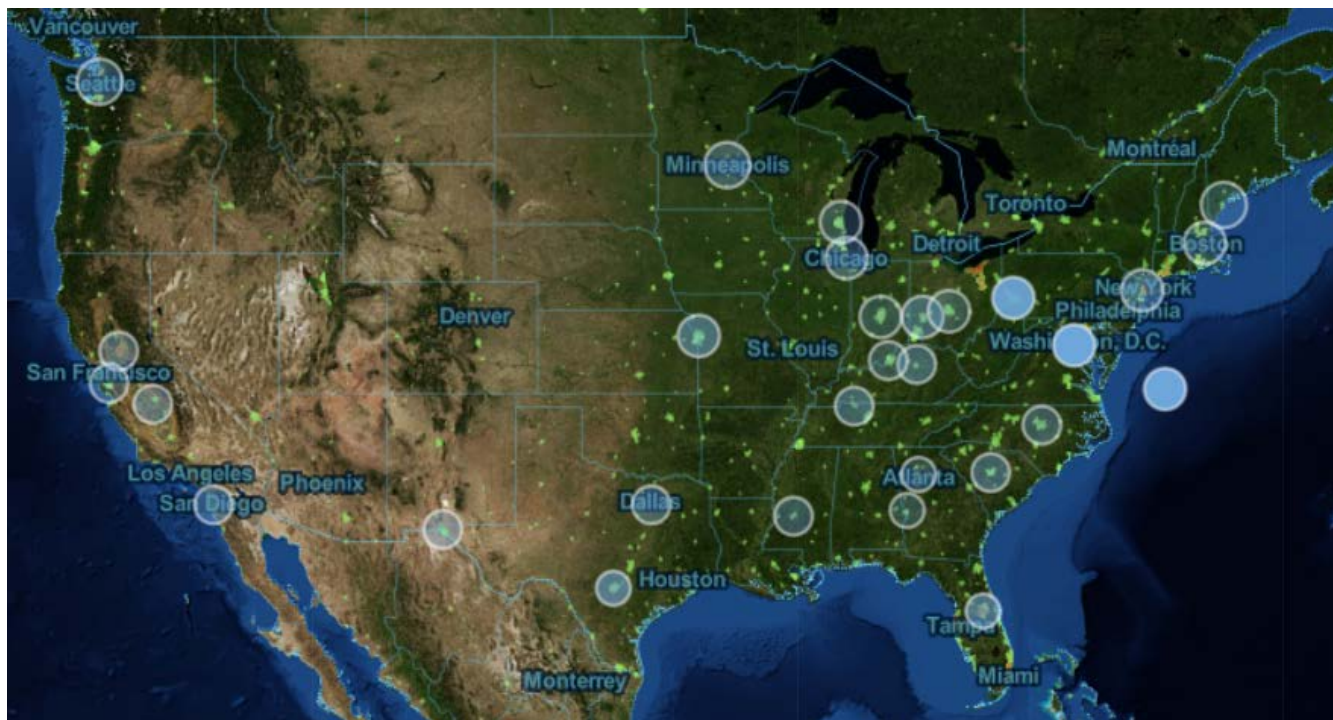 Vancouver
Seattle
Minneapolis
Montréal
Toronto
Detroit
Boston
Chicago
New York
Philadelphia
Denver
St. Louis
Washington, D.C.
San Francisco
Los Angeles
Phoenix
San Diego
Dallas
Atlanta
Houston
Tampa
Monterrey
Miami